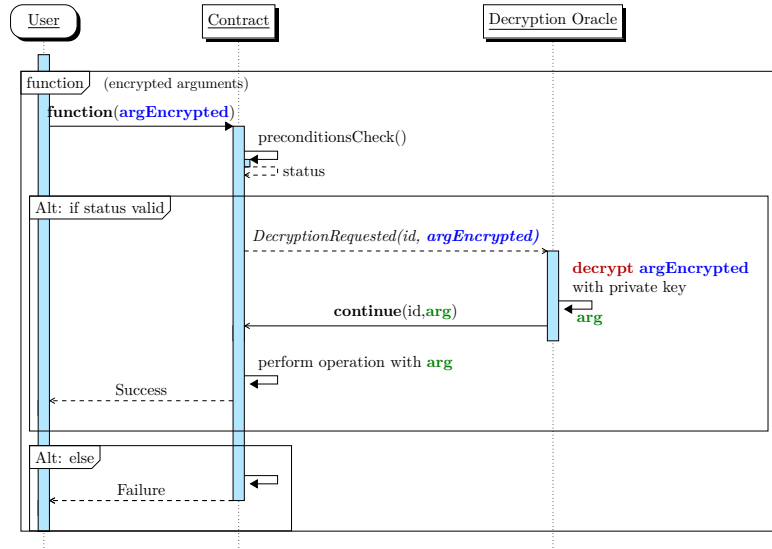 User
Contract
Decryption Oracle
function (encrypted arguments)
function(argEncrypted)
preconditionsCheck()
status
Alt: if status valid
DecryptionRequested(id, argEncrypted)
decrypt argEncrypted
with private key
arg
continue(id,arg)
perform operation with arg
Success
Alt: else
Failure